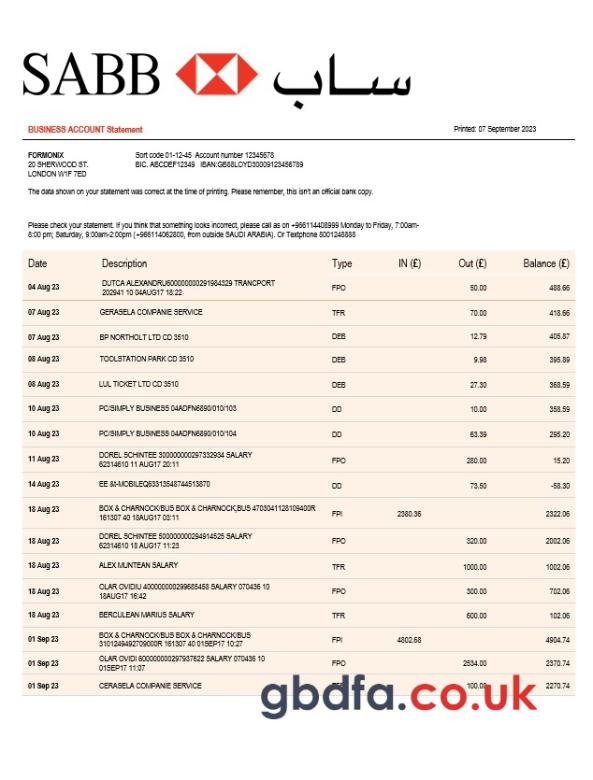 SABB ساب
BUSINESS ACCOUNT Statement Printed: 07 September 2023
FORMONIX Sort code 01-12-45 Account number 12345678
20 SHERWOOD ST. BIC. ABCDEF12349 IBAN:GB88LOYD30009123456789
LONDON W1F 7ED
The data shown on your statement was correct at the time of printing. Please remember, this isn't an official bank copy.
Please check your statement. If you think that something looks incorrect, please call as on +966114408999 Monday to Friday, 7:00am-
8:00 pm; Saturday, 9:00am-2:00pm (+966114062800, from outside SAUDI ARABIA). Or Textphone 8001248888
Date Description Type IN (£) Out (£) Balance (£)
04 Aug 23 DUTCA ALEXANDRU600000000291984329 TRANCPORT FPO 50.00 488.66
202941 10 04AUG17 18:22
07 Aug 23 GERASELA COMPANIE SERVICE TFR 70.00 418.66
07 Aug 23 BP NORTHOLT LTD CD 3510 DEB 12.79 405.87
08 Aug 23 TOOLSTATION PARK CD 3510 DEB 9.98 395.89
08 Aug 23 LUL TICKET LTD CD 3510 DEB 27.30 368.59
10 Aug 23 PC/SIMPLY BUSINESS 04ADFN6890/010/103 DD 10.00 358.59
10 Aug 23 PC/SIMPLY BUSINESS 04ADFN6890/010/104 DD 63.39 295.20
11 Aug 23 DOREL SCHINTEE 300000000297332934 SALARY FPO 280.00 15.20
62314610 11 AUG17 20:11
14 Aug 23 EE &t-MOBILEQ63313548744513870 DD 73.50 -58.30
18 Aug 23 BOX & CHARNOCK/BUS BOX & CHARNOCK,BUS 4703041128109400R FPI 2380.36 2322.06
161307 40 18AUG17 03:11
18 Aug 23 DOREL SCHINTEE 500000000294914525 SALARY FPO 320.00 2002.06
62314610 18 AUG17 11:23
18 Aug 23 ALEX MUNTEAN SALARY TFR 1000.00 1002.06
18 Aug 23 OLAR OVIDIU 400000000299685458 SALARY 070436 10 FPO 300.00 702.06
18AUG17 16:42
18 Aug 23 BERCULEAN MARIUS SALARY TFR 600.00 102.06
01 Sep 23 BOX & CHARNOCK/BUS BOX & CHARNOCK/BUS FPI 4802.68 4904.74
3101249492709000R 161307 40 01SEP17 10:27
01 Sep 23 OLAR OVIDI 600000000297937622 SALARY 070436 10 FPO 2534.00 2370.74
01SEP17 11:07
01 Sep 23 CERASELA COMPANIE SERVICE TFR 100.00 2270.74
gbdfa.co.uk